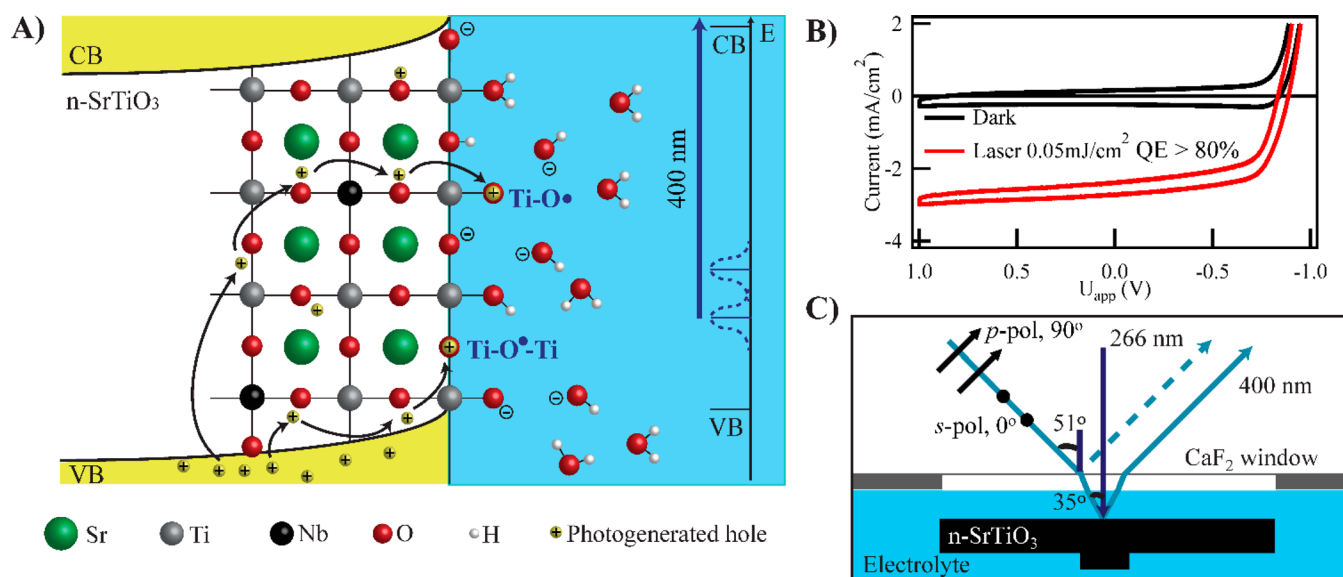 A)
CB
n-SrTiO₃
Ti-O•
Ti-O•-Ti
VB
400 nm
CB
E
VB
Sr
Ti
Nb
O
H
Photogenerated hole
B)
2
0
-2
-4
Current (mA/cm²)
Dark
Laser 0.05mJ/cm² QE > 80%
1.0
0.5
0.0
-0.5
-1.0
Uapp (V)
C)
p-pol, 90°
s-pol, 0°
51°
266 nm
400 nm
CaF₂ window
35°
n-SrTiO₃
Electrolyte